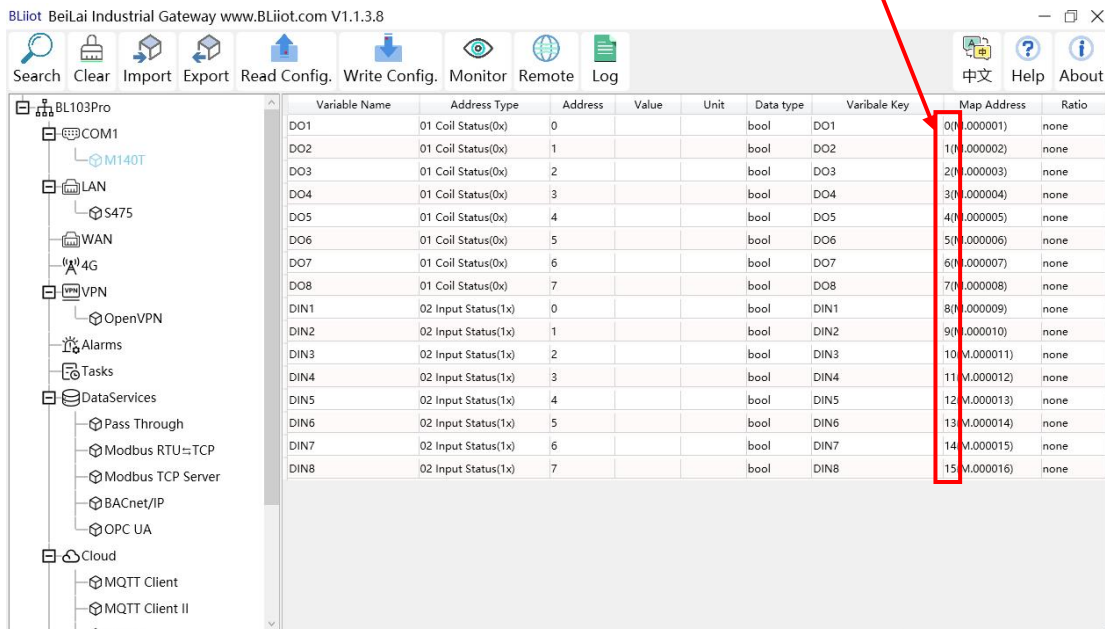 BLiiot BeiLai Industrial Gateway www.BLiiot.com V1.1.3.8
Search Clear Import Export Read Config. Write Config. Monitor Remote Log 中文 Help About
BL103Pro
COM1
M140T
LAN
S475
WAN
4G
VPN
OpenVPN
Alarms
Tasks
DataServices
Pass Through
Modbus RTU⇆TCP
Modbus TCP Server
BACnet/IP
OPC UA
Cloud
MQTT Client
MQTT Client II
Variable Name Address Type Address Value Unit Data type Varibale Key Map Address Ratio
DO1 01 Coil Status(0x) 0 bool DO1 0(M.000001) none
DO2 01 Coil Status(0x) 1 bool DO2 1(M.000002) none
DO3 01 Coil Status(0x) 2 bool DO3 2(M.000003) none
DO4 01 Coil Status(0x) 3 bool DO4 3(M.000004) none
DO5 01 Coil Status(0x) 4 bool DO5 4(M.000005) none
DO6 01 Coil Status(0x) 5 bool DO6 5(M.000006) none
DO7 01 Coil Status(0x) 6 bool DO7 6(M.000007) none
DO8 01 Coil Status(0x) 7 bool DO8 7(M.000008) none
DIN1 02 Input Status(1x) 0 bool DIN1 8(M.000009) none
DIN2 02 Input Status(1x) 1 bool DIN2 9(M.000010) none
DIN3 02 Input Status(1x) 2 bool DIN3 10(M.000011) none
DIN4 02 Input Status(1x) 3 bool DIN4 11(M.000012) none
DIN5 02 Input Status(1x) 4 bool DIN5 12(M.000013) none
DIN6 02 Input Status(1x) 5 bool DIN6 13(M.000014) none
DIN7 02 Input Status(1x) 6 bool DIN7 14(M.000015) none
DIN8 02 Input Status(1x) 7 bool DIN8 15(M.000016) none